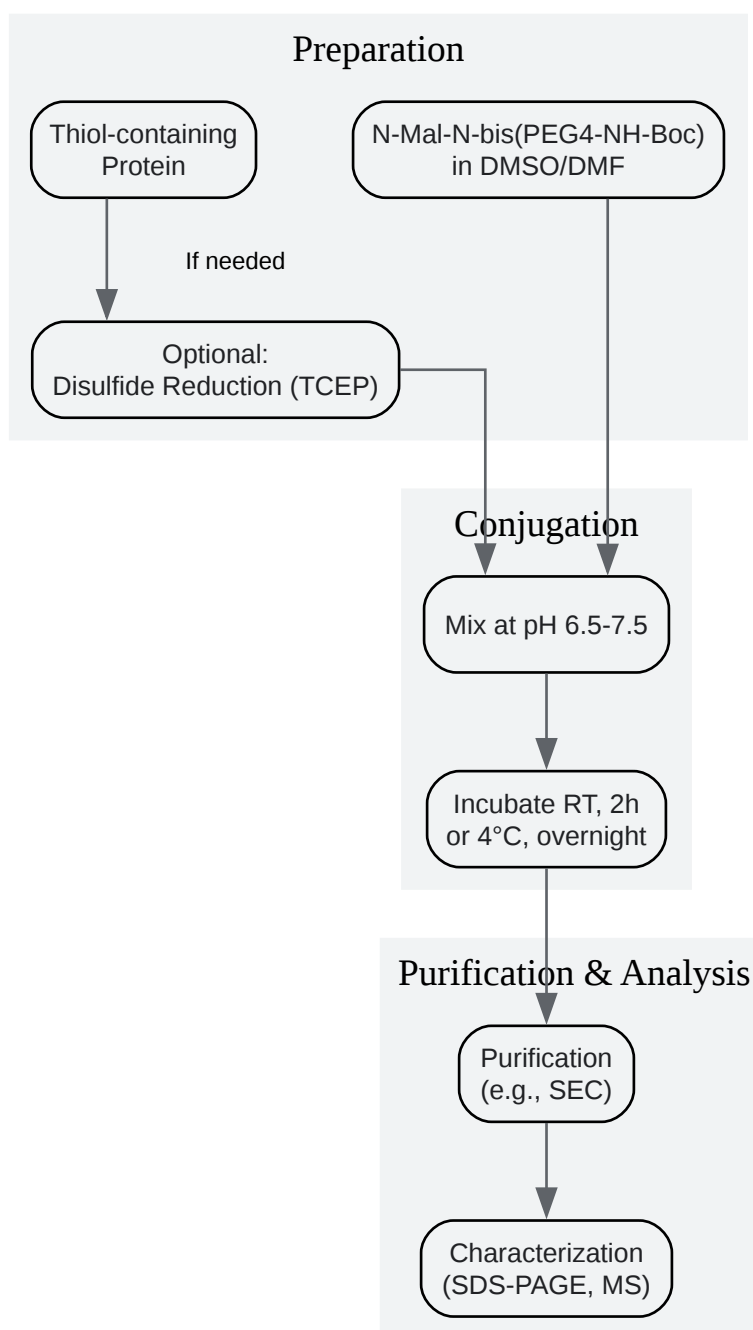 Preparation
Thiol-containing
Protein
N-Mal-N-bis(PEG4-NH-Boc)
in DMSO/DMF
If needed
Optional:
Disulfide Reduction (TCEP)
Conjugation
Mix at pH 6.5-7.5
Incubate RT, 2h
or 4°C, overnight
Purification & Analysis
Purification
(e.g., SEC)
Characterization
(SDS-PAGE, MS)